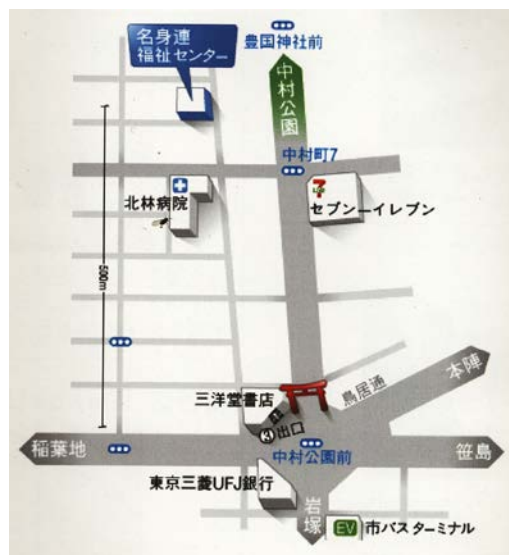 名身連
福祉センター
豊国神社前
中村公園
中村町7
北林病院
7
セブン-イレブン
500m
三洋堂書店
鳥居通
本陣
③出口
稲葉地
中村公園前
笹島
東京三菱UFJ銀行
岩塚
EV
市バスターミナル